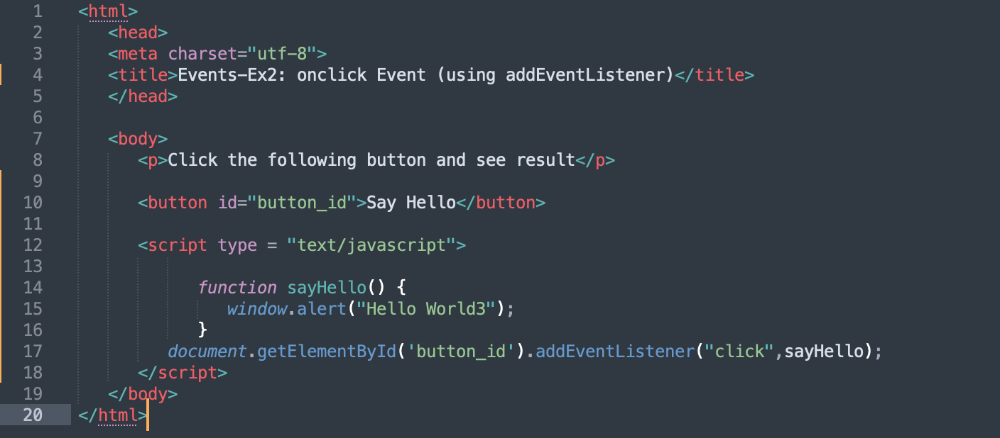 1 <html>
2 <head>
3 <meta charset="utf-8">
4 <title>Events-Ex2: onclick Event (using addEventListener)</title>
5 </head>
6
7 <body>
8 <p>Click the following button and see result</p>
9
10 <button id="button_id">Say Hello</button>
11
12 <script type = "text/javascript">
13
14 function sayHello() {
15 window.alert("Hello World3");
16 }
17 document.getElementById('button_id').addEventListener("click",sayHello);
18 </script>
19 </body>
20 </html>